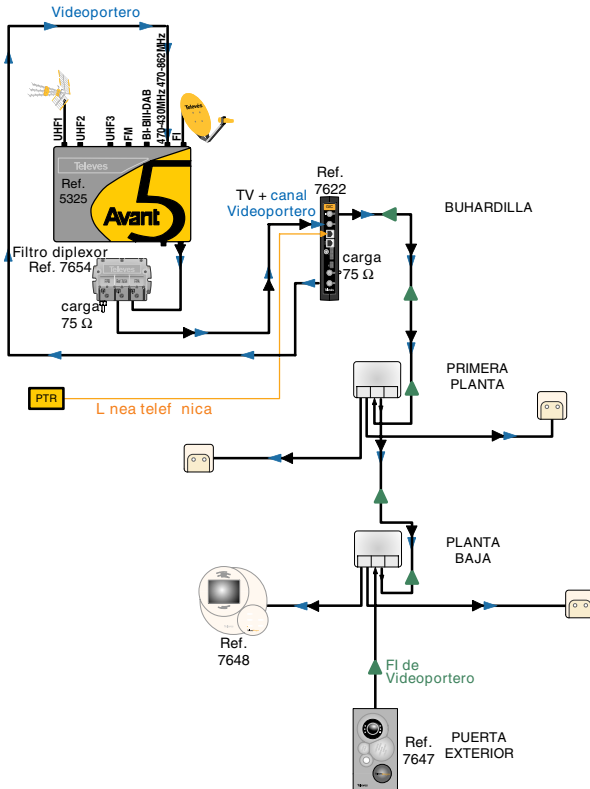 Videoportero
UHF1
UHF2
UHF3
FM
BI-BIII-DAB
470-430MHz 470-862MHz
FI
Televés
Televes
Ref.
5325
Avant 5
Filtro diplexor
Ref. 7654
Televes
carga
75 Ω
TV + canal
Videoportero
Ref.
7622
carga
75 Ω
BUHARDILLA
PTR
L nea telef nica
PRIMERA
PLANTA
PLANTA
BAJA
Ref.
7648
FI de
Videoportero
Ref.
7647
PUERTA
EXTERIOR